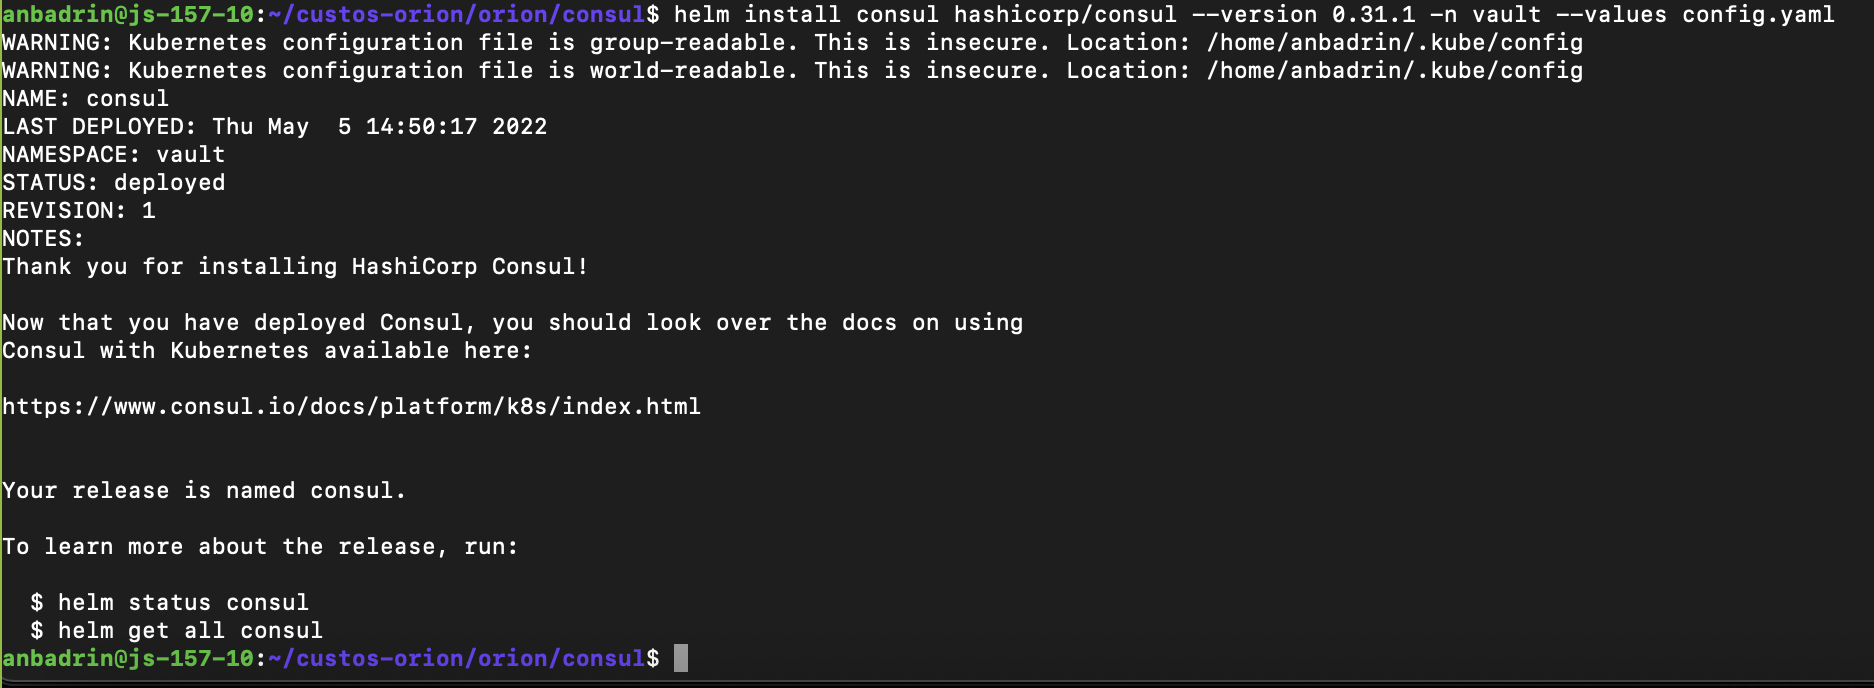 anbadrin@js-157-10:~/custos-orion/orion/consul$ helm install consul hashicorp/consul --version 0.31.1 -n vault --values config.yaml
WARNING: Kubernetes configuration file is group-readable. This is insecure. Location: /home/anbadrin/.kube/config
WARNING: Kubernetes configuration file is world-readable. This is insecure. Location: /home/anbadrin/.kube/config
NAME: consul
LAST DEPLOYED: Thu May  5 14:50:17 2022
NAMESPACE: vault
STATUS: deployed
REVISION: 1
NOTES:
Thank you for installing HashiCorp Consul!
Now that you have deployed Consul, you should look over the docs on using
Consul with Kubernetes available here:
https://www.consul.io/docs/platform/k8s/index.html
Your release is named consul.
To learn more about the release, run:
$ helm status consul
$ helm get all consul
anbadrin@js-157-10:~/custos-orion/orion/consul$